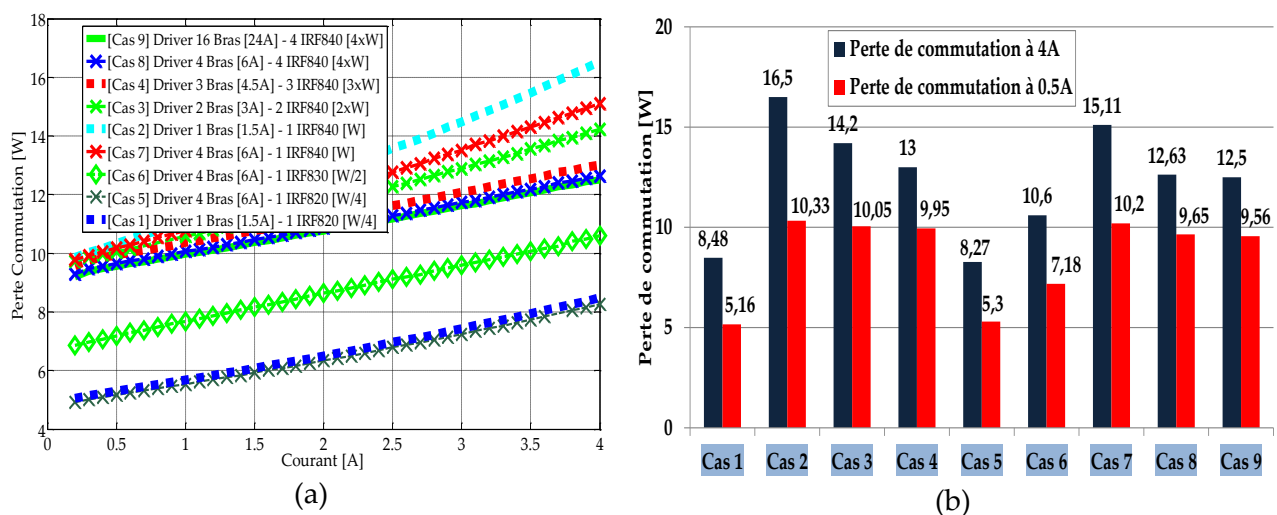 18
16
14
12
10
8
6
4
Perte Commutation [W]
[Cas 9] Driver 16 Bras [24A] - 4 IRF840 [4xW]
[Cas 8] Driver 4 Bras [6A] - 4 IRF840 [4xW]
[Cas 4] Driver 3 Bras [4.5A] - 3 IRF840 [3xW]
[Cas 3] Driver 2 Bras [3A] - 2 IRF840 [2xW]
[Cas 2] Driver 1 Bras [1.5A] - 1 IRF840 [W]
[Cas 7] Driver 4 Bras [6A] - 1 IRF840 [W]
[Cas 6] Driver 4 Bras [6A] - 1 IRF830 [W/2]
[Cas 5] Driver 4 Bras [6A] - 1 IRF820 [W/4]
[Cas 1] Driver 1 Bras [1.5A] - 1 IRF820 [W/4]
0 0.5 1 1.5 2 2.5 3 3.5 4
Courant [A]
(a)
20
15
10
5
0
Perte de commutation [W]
Perte de commutation à 4A
Perte de commutation à 0.5A
8,48 16,5 14,2 13 8,27 10,6 15,11 12,63 12,5
5,16 10,33 10,05 9,95 5,3 7,18 10,2 9,65 9,56
Cas 1 Cas 2 Cas 3 Cas 4 Cas 5 Cas 6 Cas 7 Cas 8 Cas 9
(b)